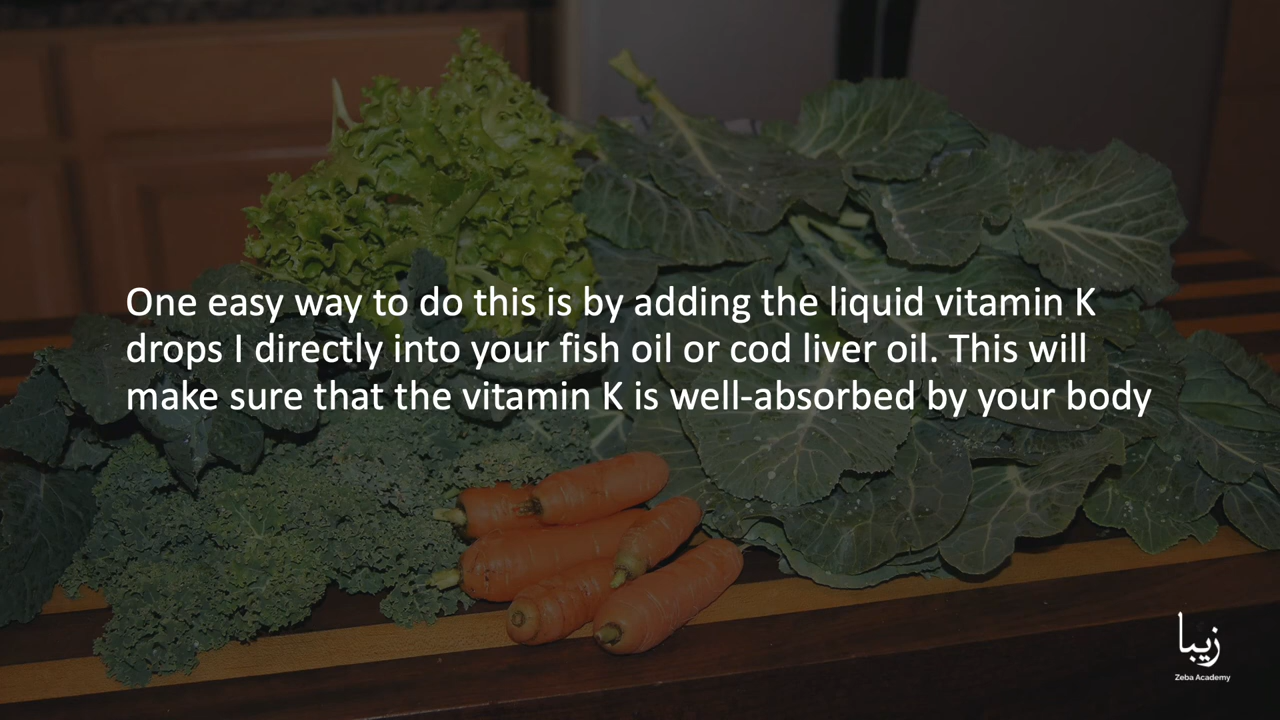 One easy way to do this is by adding the liquid vitamin K
drops I directly into your fish oil or cod liver oil. This will
make sure that the vitamin K is well-absorbed by your body
زيبا
Zeba Academy